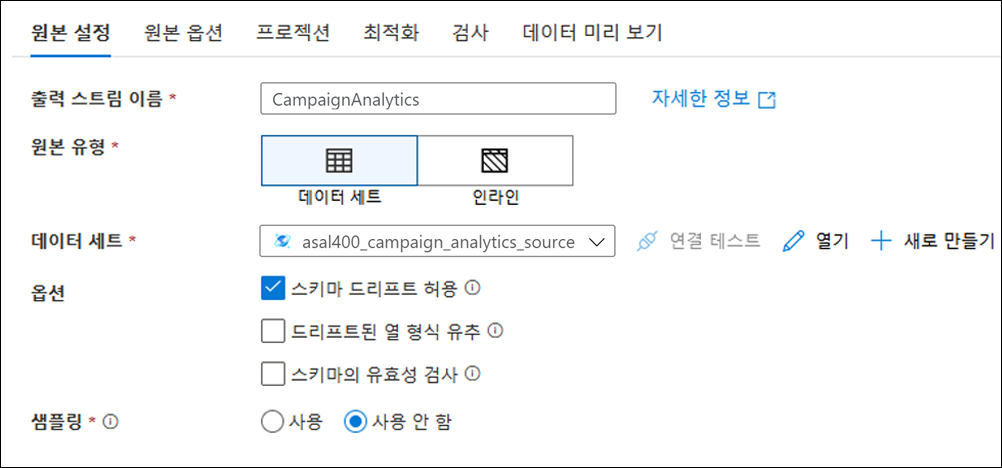 원본 설정 원본 옵션 프로젝션 최적화 검사 데이터 미리 보기
출력 스트림 이름 * CampaignAnalytics 자세한 정보
원본 유형 *
데이터 세트 인라인
데이터 세트 * asal400_campaign_analytics_source 연결 테스트 열기 새로 만들기
옵션 스키마 드리프트 허용
드리프트된 열 형식 유추
스키마의 유효성 검사
샘플링 * 사용 사용 안 함